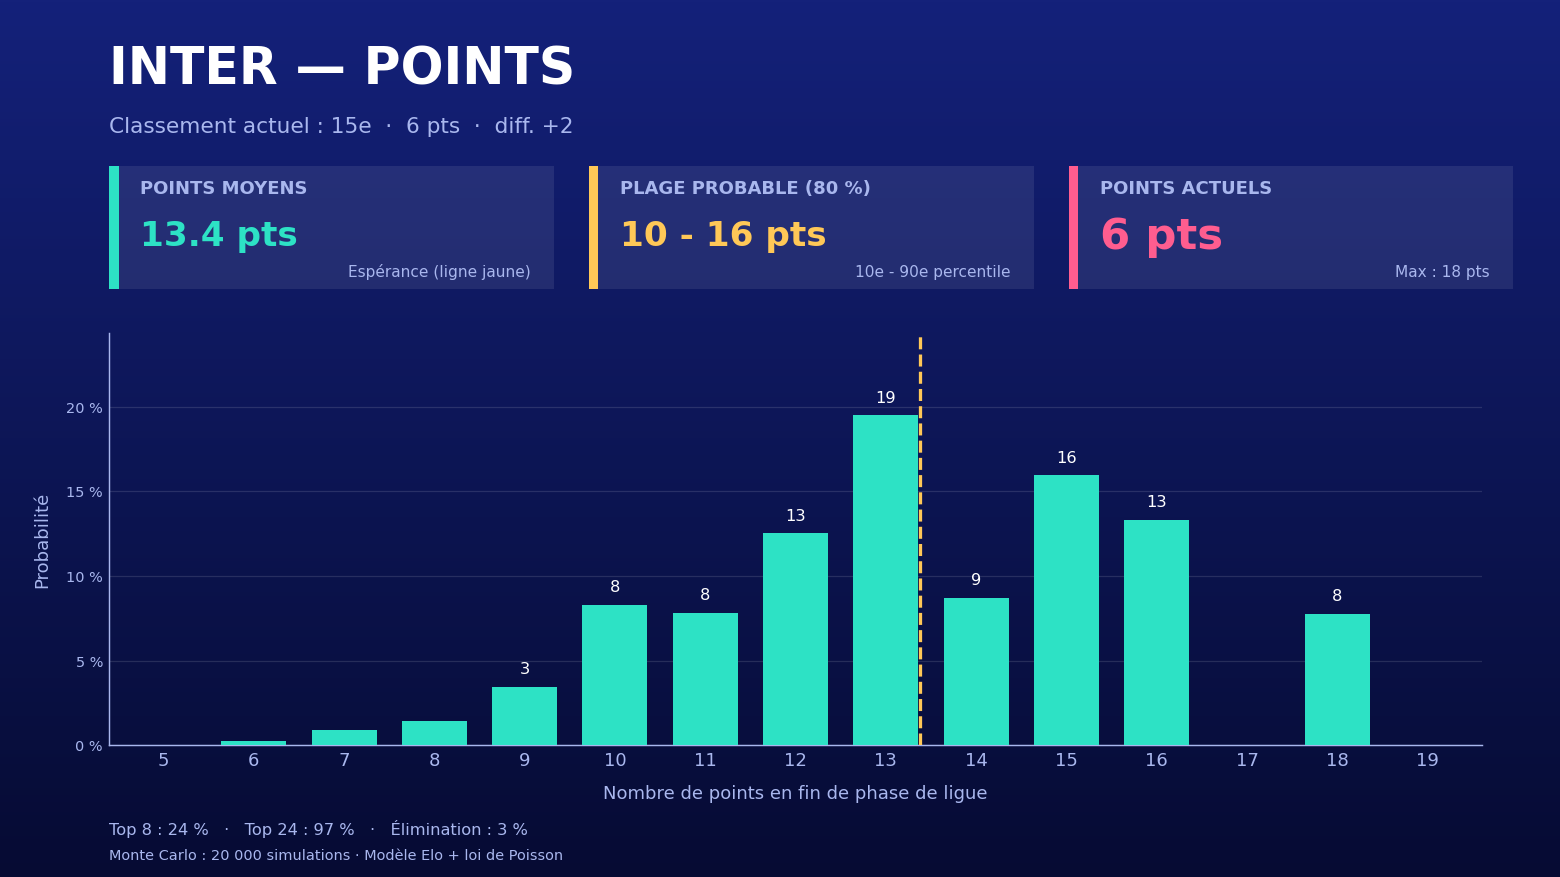 INTER — POINTS
Classement actuel : 15e · 6 pts · diff. +2
POINTS MOYENS
13.4 pts
Espérance (ligne jaune)
PLAGE PROBABLE (80 %)
10 - 16 pts
10e - 90e percentile
POINTS ACTUELS
6 pts
Max : 18 pts
Probabilité
20 %
15 %
10 %
5 %
0 %
3
8
8
13
19
9
16
13
8
5 6 7 8 9 10 11 12 13 14 15 16 17 18 19
Nombre de points en fin de phase de ligue
Top 8 : 24 % · Top 24 : 97 % · Élimination : 3 %
Monte Carlo : 20 000 simulations · Modèle Elo + loi de Poisson